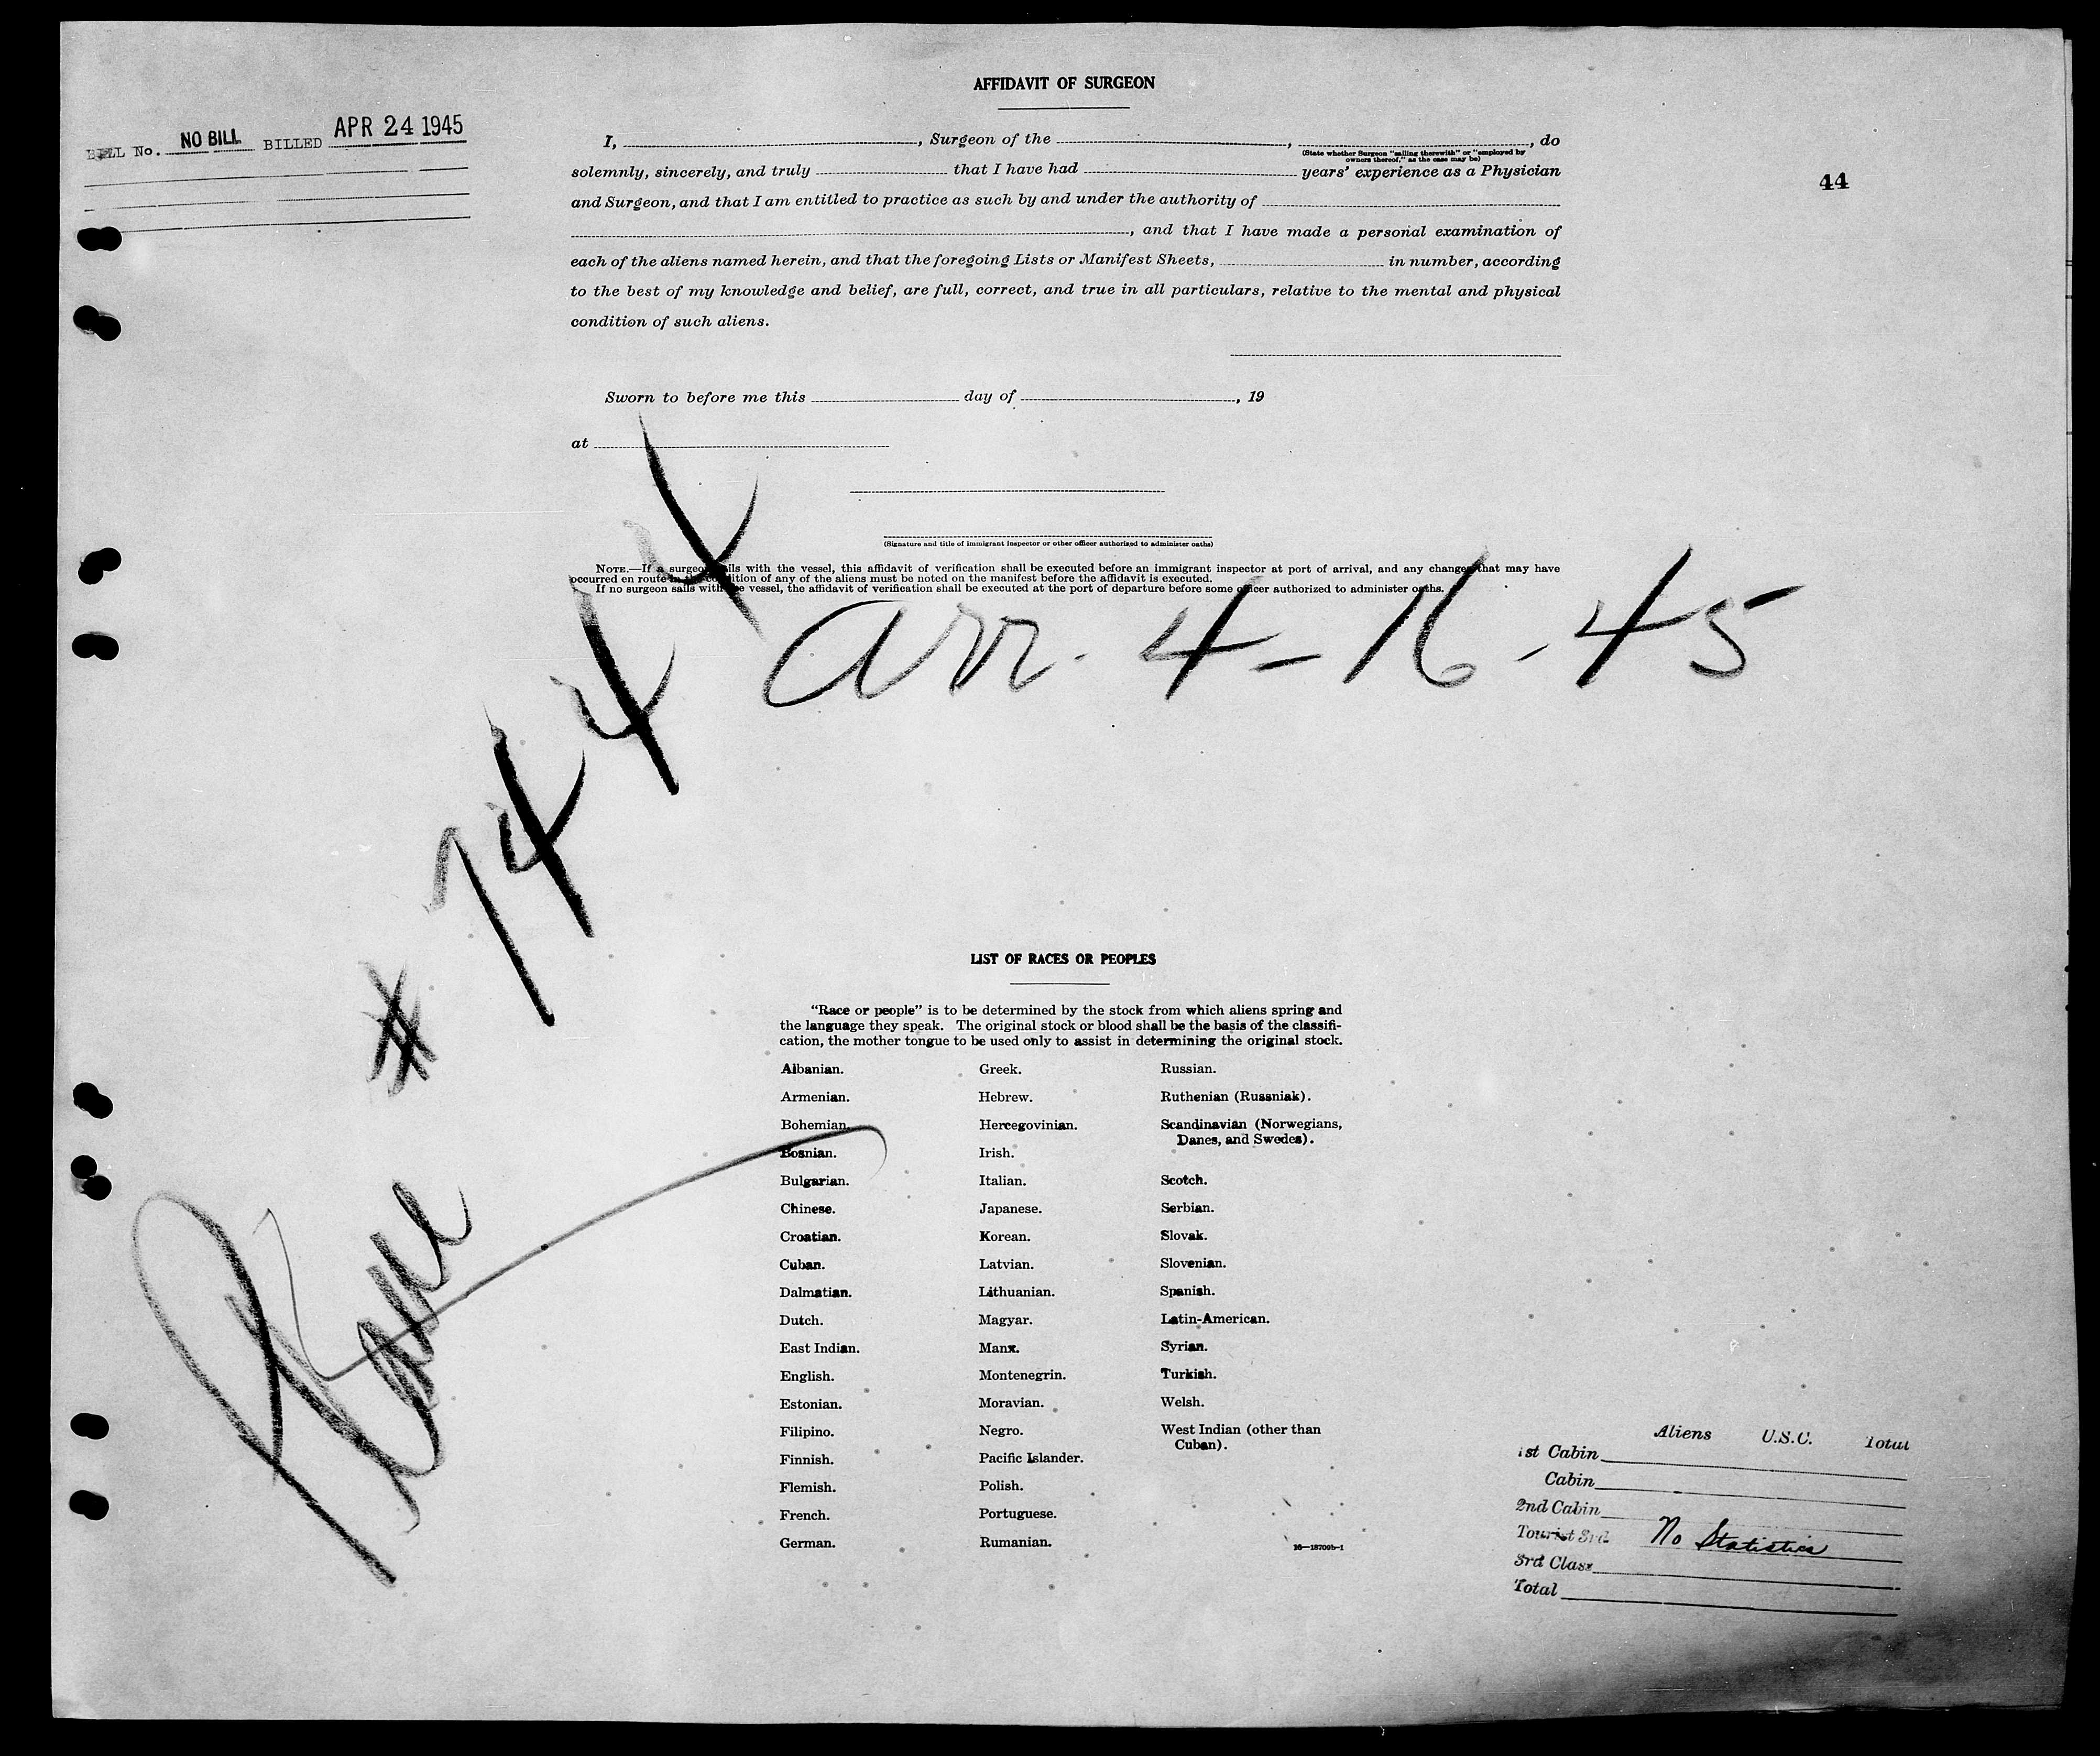 AFFIDAVIT OF SURGEON
BILL No. NO BILL BILLED APR 24 1945
44
I, , Surgeon of the , , do
(State whether Surgeon "sailing therewith" or "employed by
owners thereof," as the case may be)
solemnly, sincerely, and truly that I have had years' experience as a Physician
and Surgeon, and that I am entitled to practice as such by and under the authority of
, and that I have made a personal examination of
each of the aliens named herein, and that the foregoing Lists or Manifest Sheets, in number, according
to the best of my knowledge and belief, are full, correct, and true in all particulars, relative to the mental and physical
condition of such aliens.
Sworn to before me this day of , 19
at
(Signature and title of immigrant inspector or other officer authorized to administer oaths)
NOTE.—If a surgeon sails with the vessel, this affidavit of verification shall be executed before an immigrant inspector at port of arrival, and any changes that may have
occurred en route in the condition of any of the aliens must be noted on the manifest before the affidavit is executed.
If no surgeon sails with the vessel, the affidavit of verification shall be executed at the port of departure before some officer authorized to administer oaths.
arr. 4-16-45
Plane # 7444
LIST OF RACES OR PEOPLES
"Race or people" is to be determined by the stock from which aliens spring and
the language they speak. The original stock or blood shall be the basis of the classifi-
cation, the mother tongue to be used only to assist in determining the original stock.
Albanian. Greek. Russian.
Armenian. Hebrew. Ruthenian (Russniak).
Bohemian. Hercegovinian. Scandinavian (Norwegians,
Danes, and Swedes).
Bosnian. Irish.
Bulgarian. Italian. Scotch.
Chinese. Japanese. Serbian.
Croatian. Korean. Slovak.
Cuban. Latvian. Slovenian.
Dalmatian. Lithuanian. Spanish.
Dutch. Magyar. Latin-American.
East Indian. Manx. Syrian.
English. Montenegrin. Turkish.
Estonian. Moravian. Welsh.
Filipino. Negro. West Indian (other than
Cuban).
Finnish. Pacific Islander.
Flemish. Polish.
French. Portuguese.
German. Rumanian.
16—18709b-1
Aliens U.S.C. Total
1st Cabin
Cabin
2nd Cabin
Tourist 3rd No Statistics
3rd Class
Total